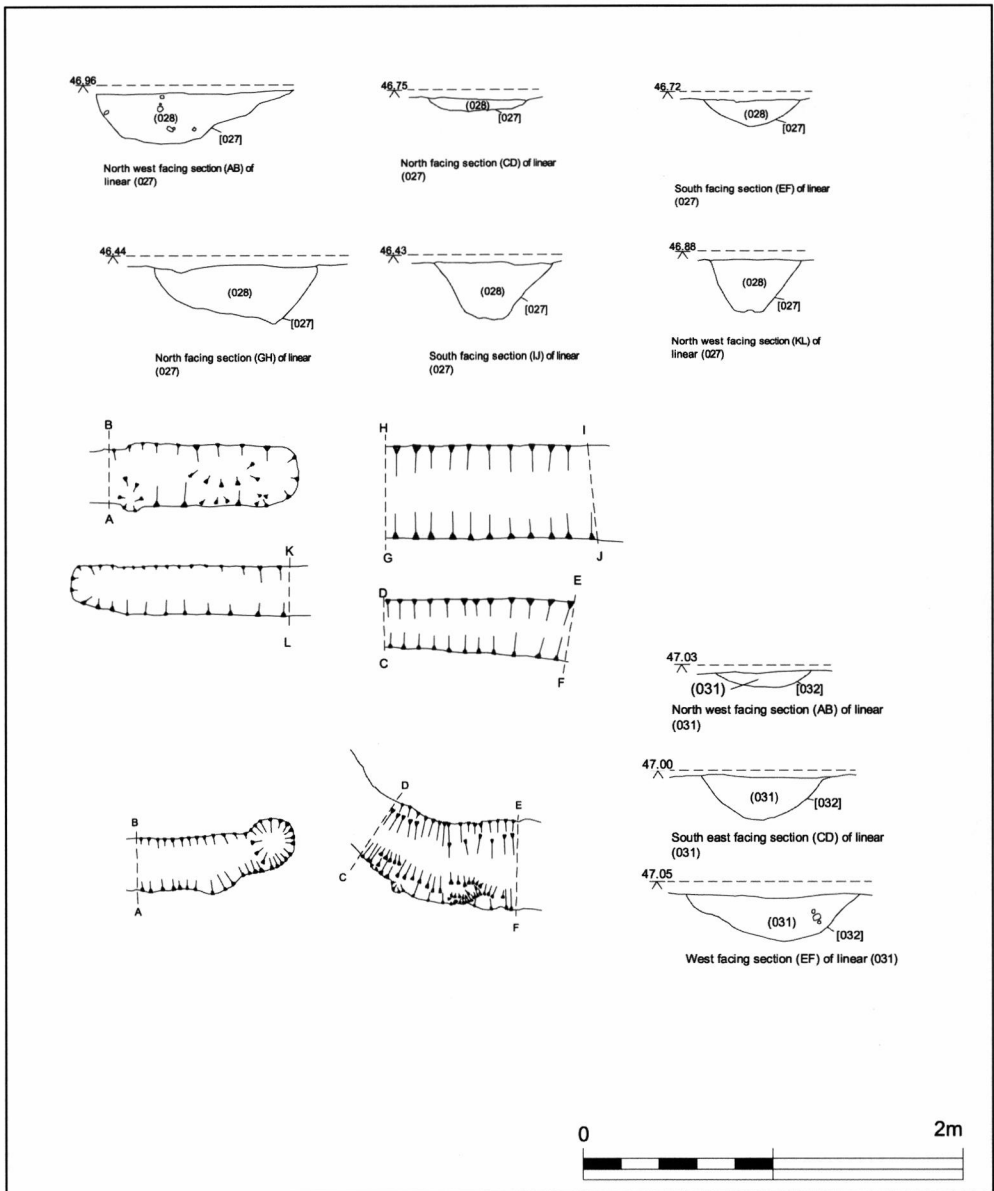 46.96
(028)
[027]
North west facing section (AB) of
linear (027)
46.75
(028)
[027]
North facing section (CD) of linear
(027)
46.72
(028)
[027]
South facing section (EF) of linear
(027)
46.44
(028)
[027]
North facing section (GH) of linear
(027)
46.43
(028)
[027]
South facing section (IJ) of linear
(027)
46.88
(028)
[027]
North west facing section (KL) of
linear (027)
B
A
H
I
G
J
K
L
D
E
C
F
47.03
(031)
[032]
North west facing section (AB) of linear
(031)
47.00
(031)
[032]
South east facing section (CD) of linear
(031)
47.05
(031)
[032]
West facing section (EF) of linear (031)
B
A
D
E
C
F
0
2m